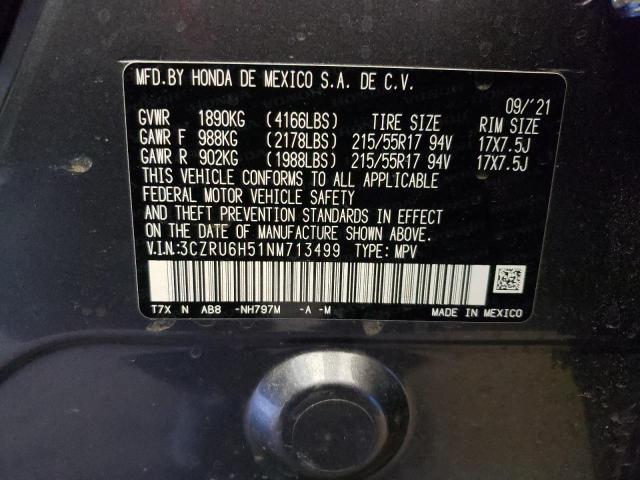 MFD.BY HONDA DE MEXICO S.A. DE C.V.
09/'21
GVWR 1890KG (4166LBS) TIRE SIZE RIM SIZE
GAWR F 988KG (2178LBS) 215/55R17 94V 17X7.5J
GAWR R 902KG (1988LBS) 215/55R17 94V 17X7.5J
THIS VEHICLE CONFORMS TO ALL APPLICABLE
FEDERAL MOTOR VEHICLE SAFETY
AND THEFT PREVENTION STANDARDS IN EFFECT
ON THE DATE OF MANUFACTURE SHOWN ABOVE.
V.I.N:3CZRU6H51NM713499 TYPE: MPV
T7X N AB8 -NH797M -A -M MADE IN MEXICO